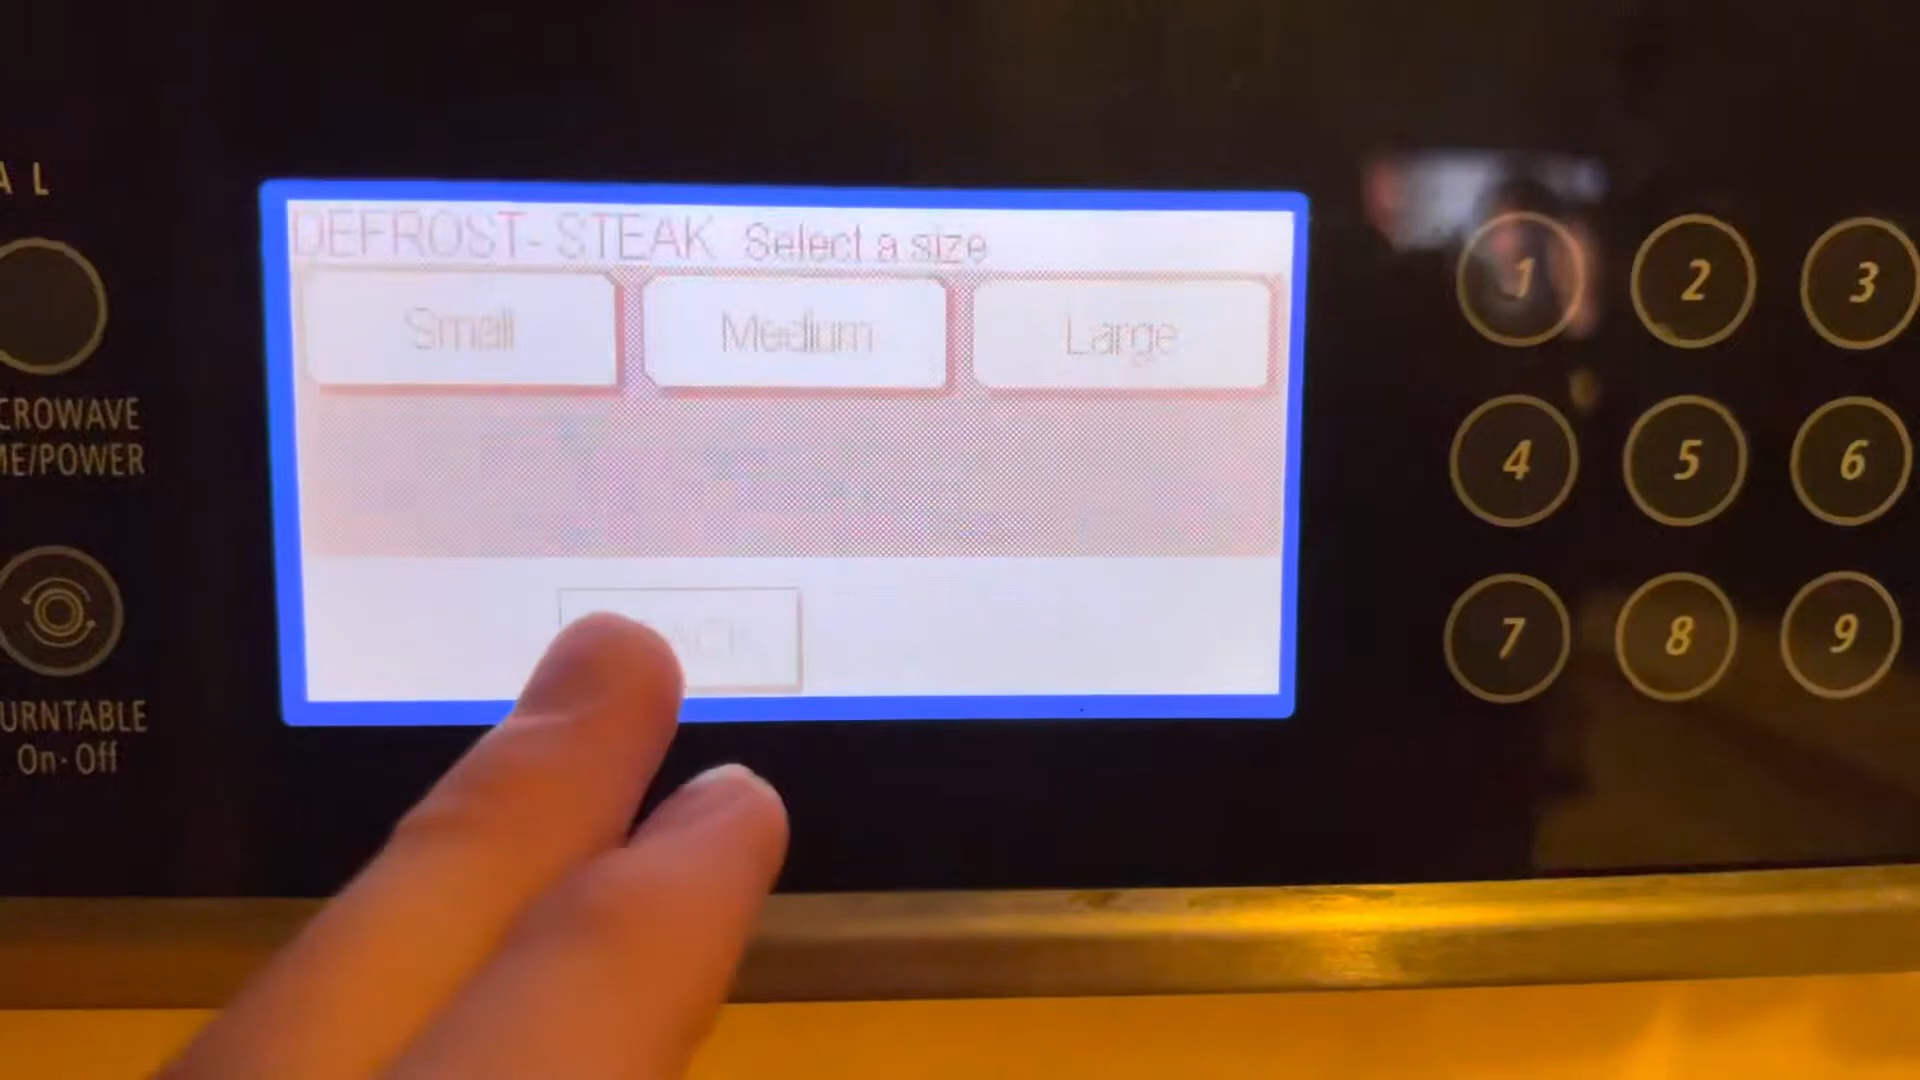 AL
CROWAVE
ME/POWER
URNTABLE
On·Off
DEFROST- STEAK Select a size
Small Medium Large
1 2 3
4 5 6
7 8 9